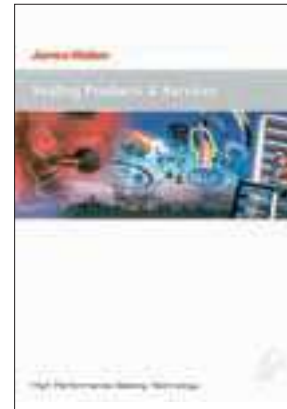 James Walker
Sealing Products & Services
High Performance Sealing Technology